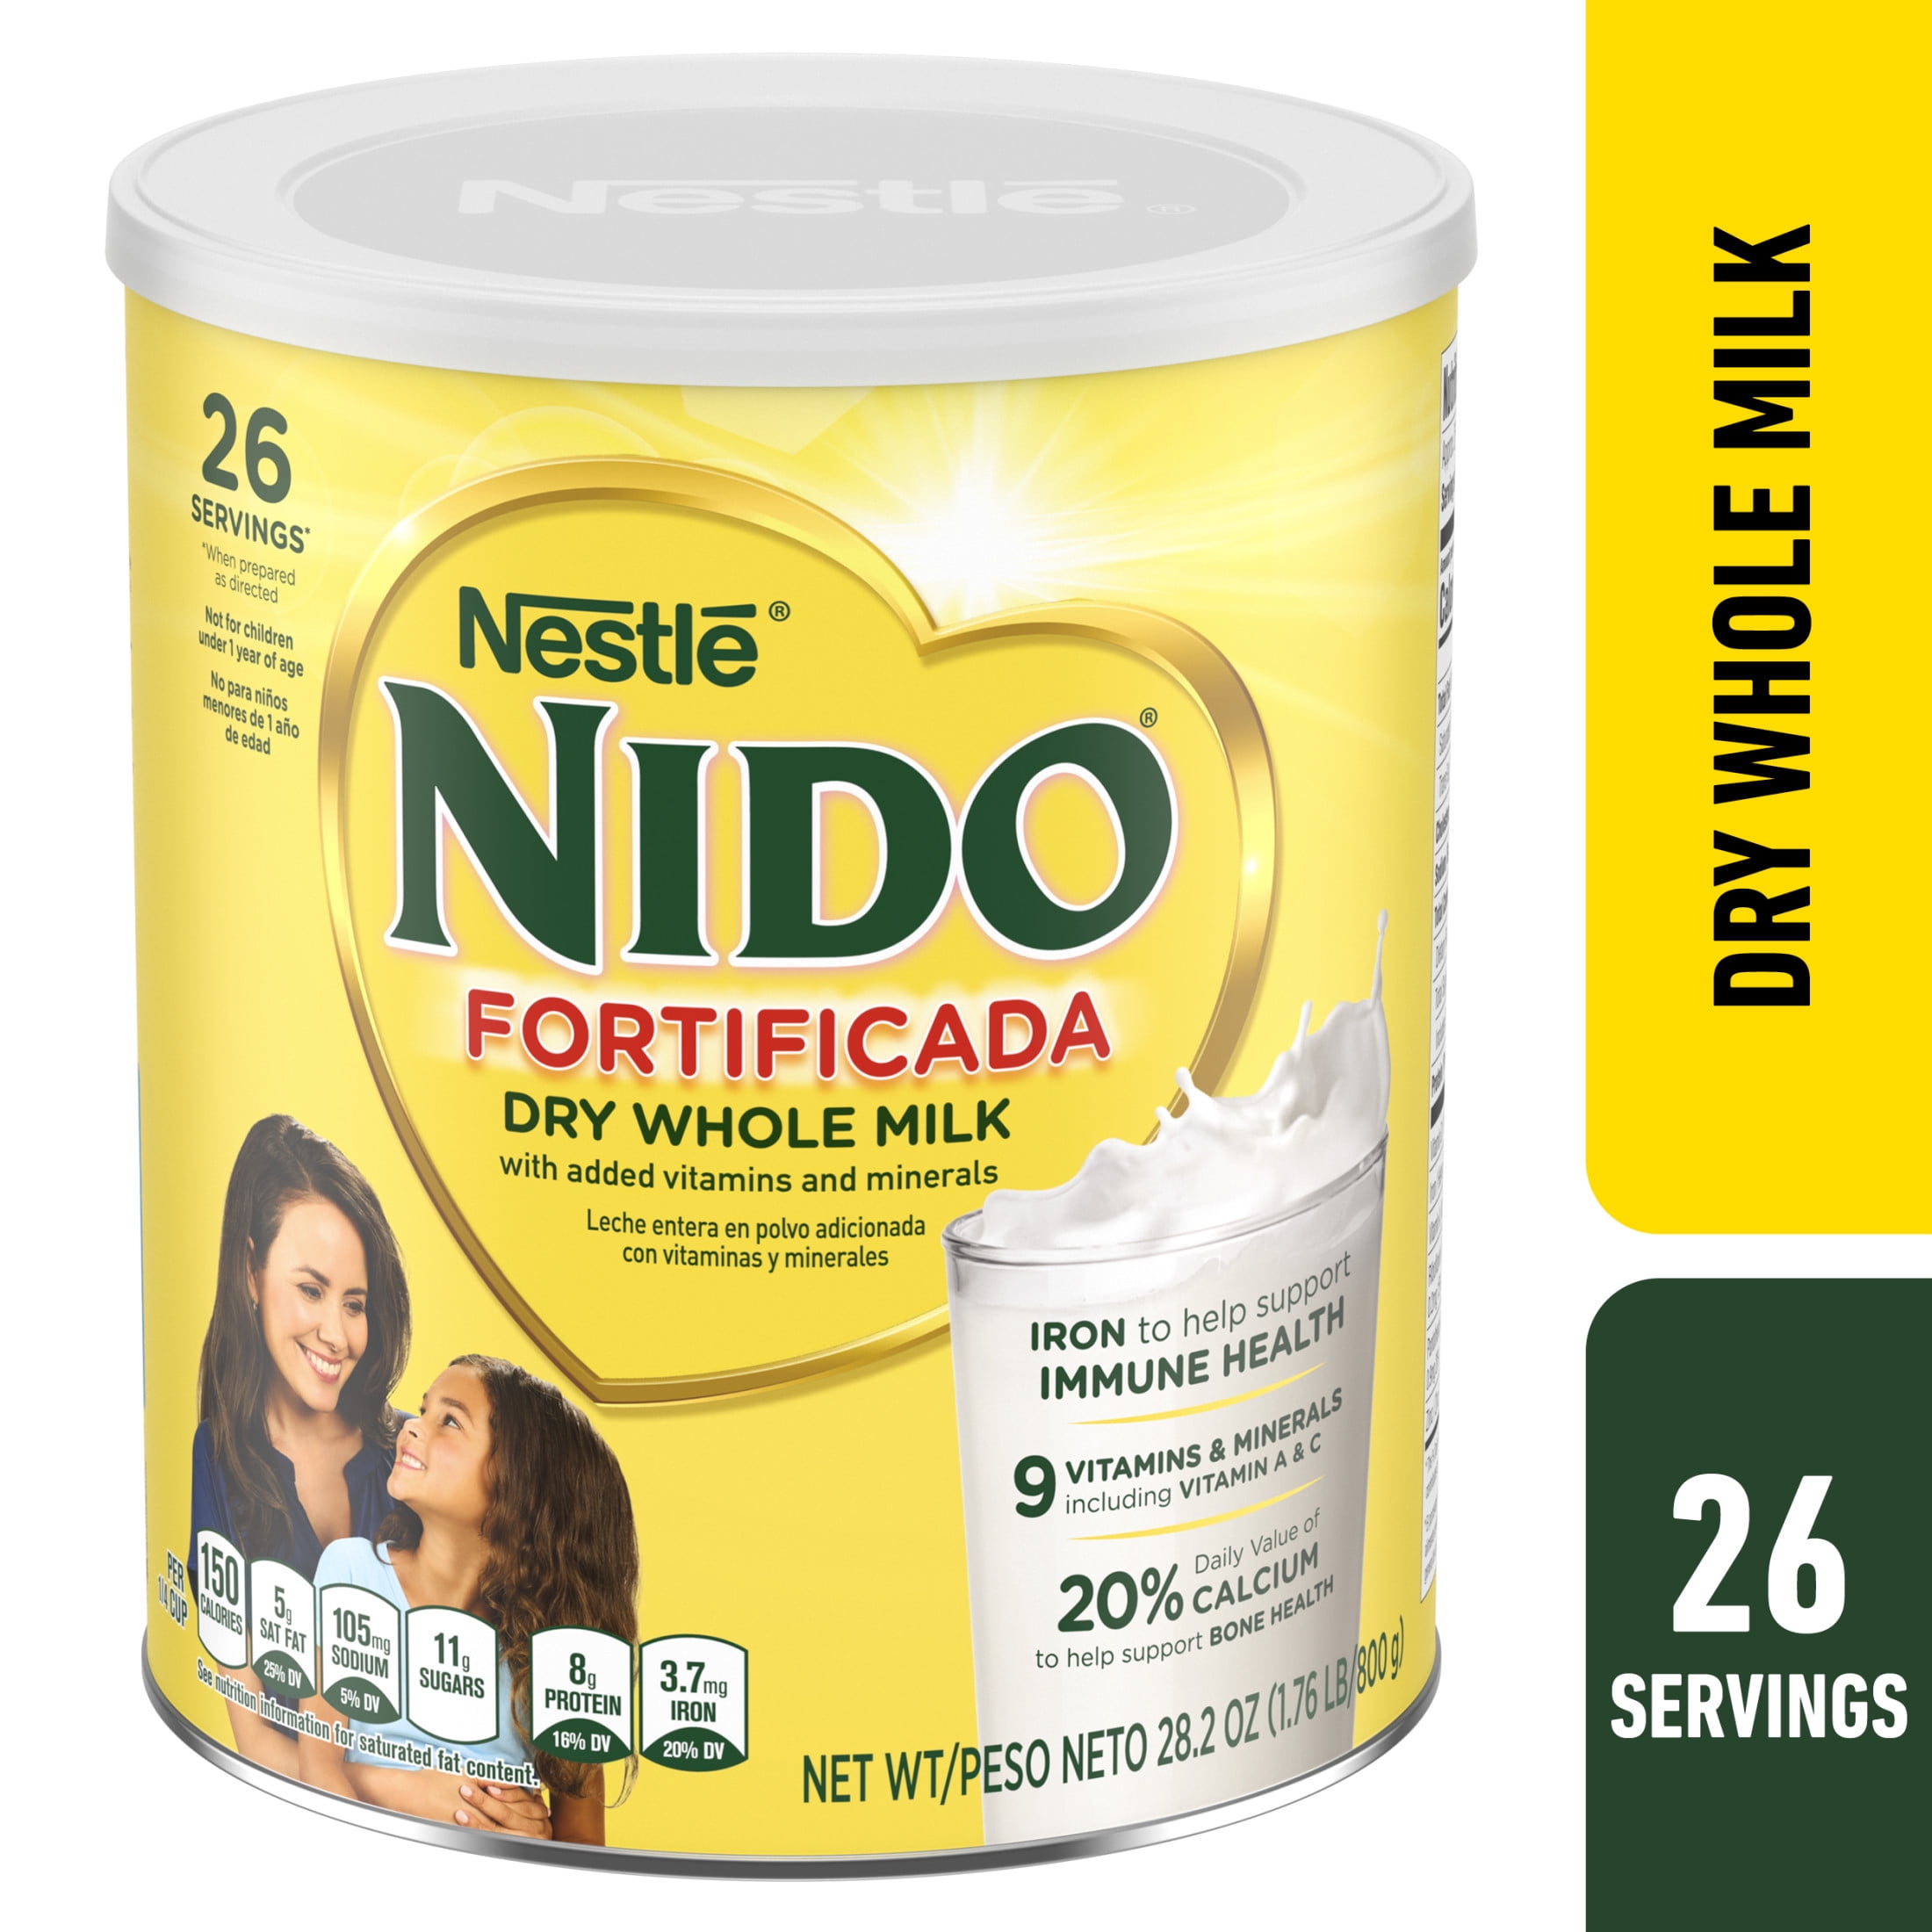 Nestlé®
26
SERVINGS*
*When prepared
as directed
Not for children
under 1 year of age
No para niños
menores de 1 año
de edad
Nestlé®
NIDO®
FORTIFICADA
DRY WHOLE MILK
with added vitamins and minerals
Leche entera en polvo adicionada
con vitaminas y minerales
IRON to help support
IMMUNE HEALTH
9 VITAMINS & MINERALS
including VITAMIN A & C
20% Daily Value of
CALCIUM
to help support BONE HEALTH
PER
1/4 CUP
150
CALORIES
5g
SAT FAT
25% DV
105mg
SODIUM
5% DV
11g
SUGARS
8g
PROTEIN
16% DV
3.7mg
IRON
20% DV
See nutrition information for saturated fat content.
NET WT/PESO NETO 28.2 OZ (1.76 LB/800 g)
DRY WHOLE MILK
26
SERVINGS